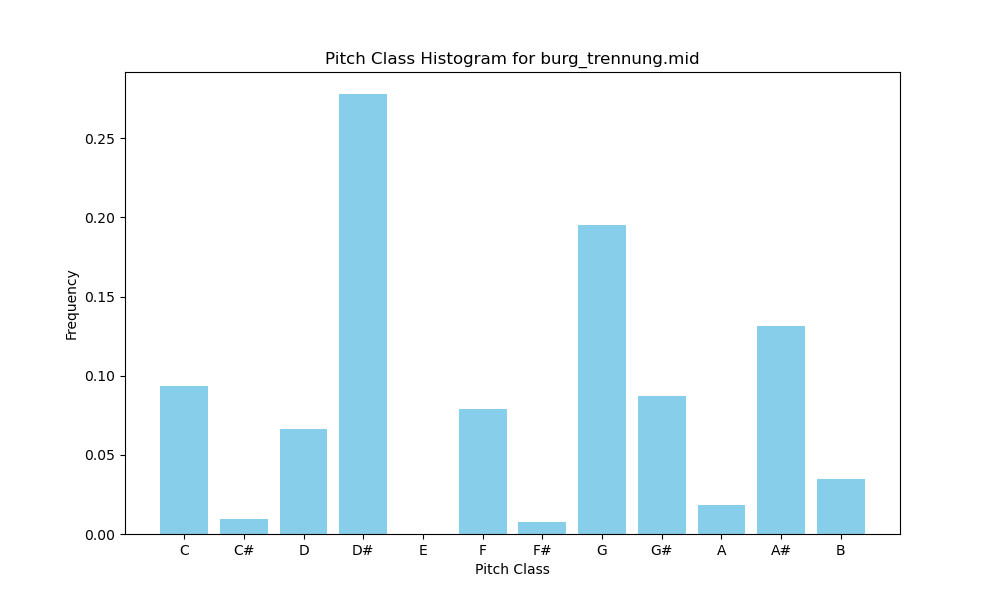 Pitch Class Histogram for burg_trennung.mid
Frequency
0.25
0.20
0.15
0.10
0.05
0.00
C C# D D# E F F# G G# A A# B
Pitch Class